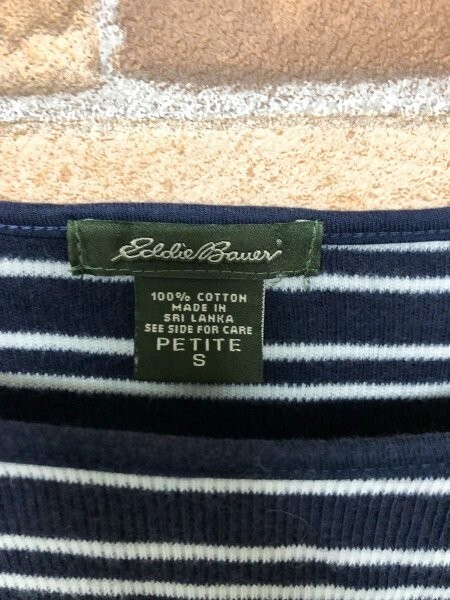 Eddie Bauer®
100% COTTON
MADE IN
SRI LANKA
SEE SIDE FOR CARE
PETITE
S